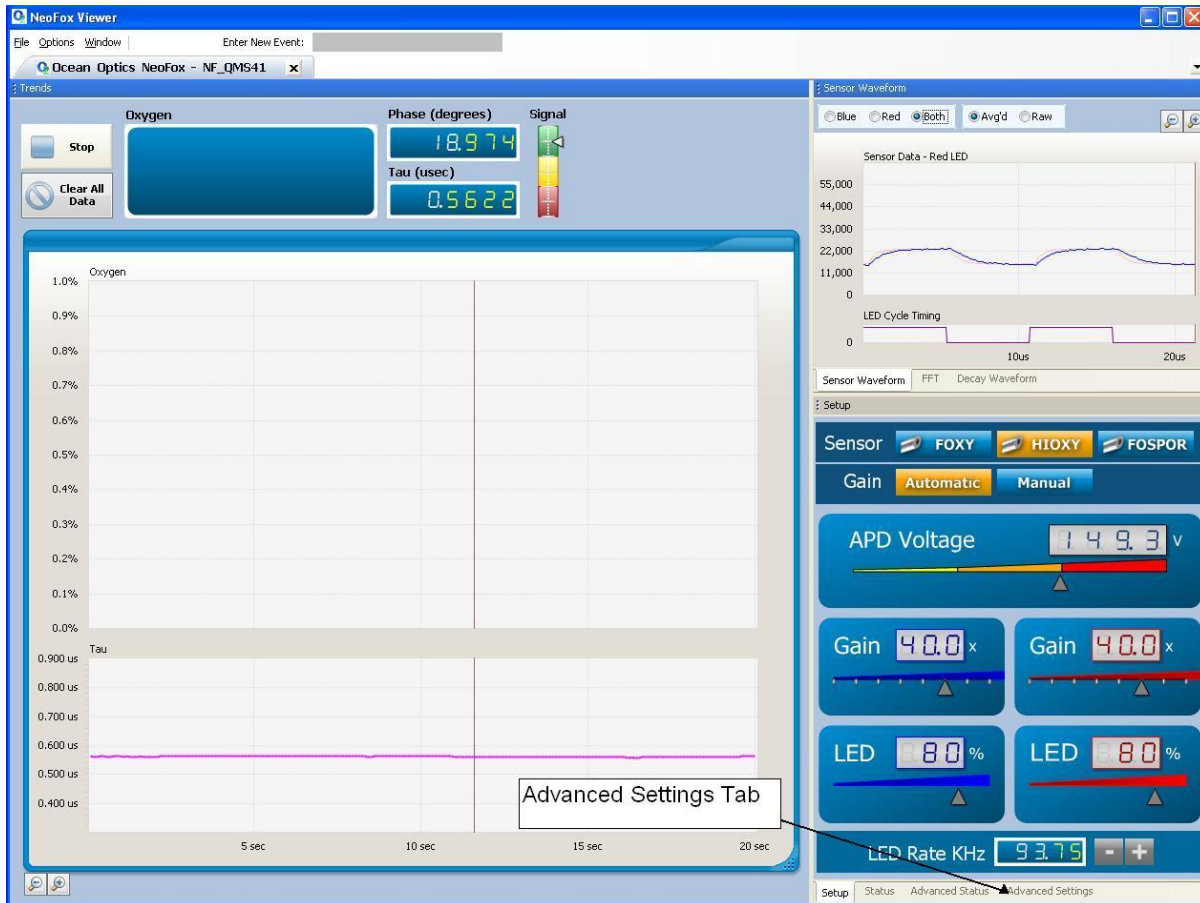 NeoFox Viewer
File Options Window Enter New Event:
Ocean Optics NeoFox - NF_QMS41 x
Trends
Stop
Clear All
Data
Oxygen
Phase (degrees)
18.974
Tau (usec)
0.5622
Signal
Oxygen
1.0%
0.9%
0.8%
0.7%
0.6%
0.5%
0.4%
0.3%
0.2%
0.1%
0.0%
Tau
0.900 us
0.800 us
0.700 us
0.600 us
0.500 us
0.400 us
5 sec 10 sec 15 sec 20 sec
Advanced Settings Tab
Sensor Waveform
Blue Red Both Avg'd Raw
Sensor Data - Red LED
55,000
44,000
33,000
22,000
11,000
0
LED Cycle Timing
0
10us 20us
Sensor Waveform FFT Decay Waveform
Setup
Sensor FOXY HIOXY FOSPOR
Gain Automatic Manual
APD Voltage 149.3 V
Gain 40.0 x Gain 40.0 x
LED 80 % LED 80 %
LED Rate KHz 93.75 - +
Setup Status Advanced Status Advanced Settings